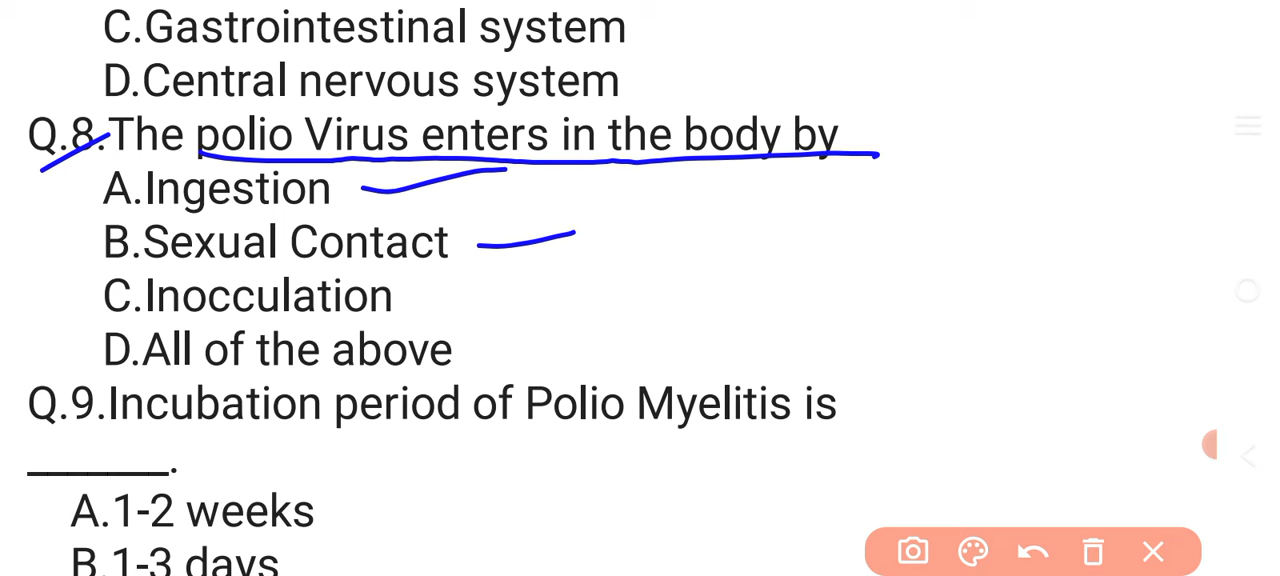 C.Gastrointestinal system
D.Central nervous system
Q.8.The polio Virus enters in the body by
A.Ingestion
B.Sexual Contact
C.Inocculation
D.All of the above
Q.9.Incubation period of Polio Myelitis is
_______.
A.1-2 weeks
B.1-3 days